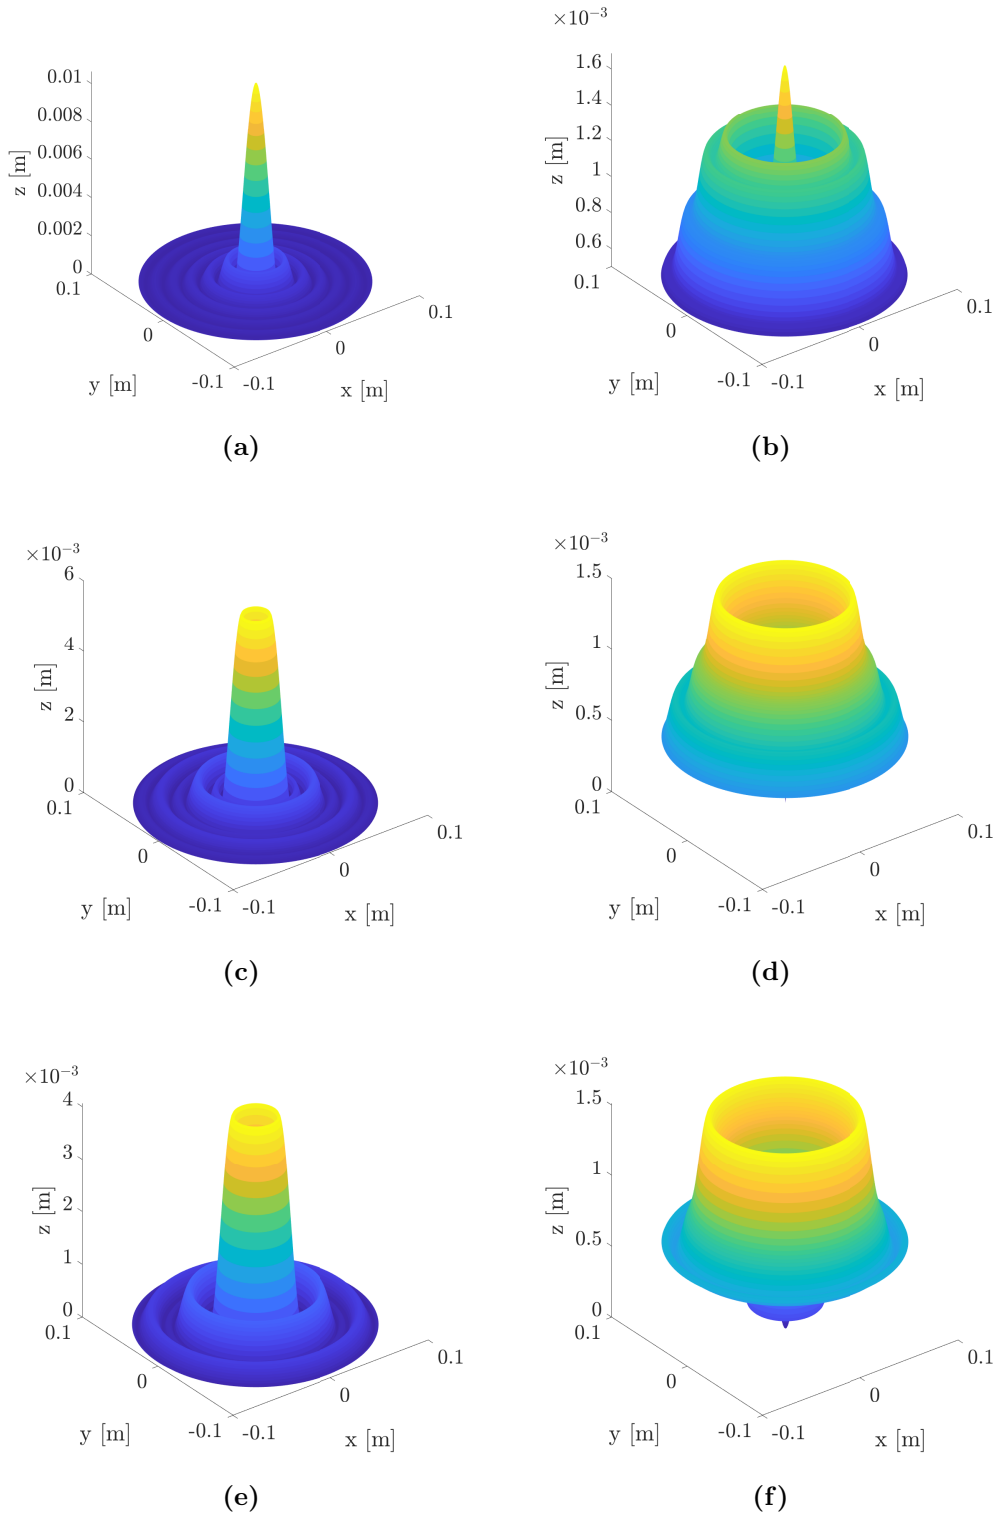 ×10⁻³
0.01
0.008
0.006
0.004
0.002
0
z [m]
0.1
0
-0.1
y [m]
-0.1
0
0.1
x [m]
(a)
1.6
1.4
1.2
1
0.8
0.6
z [m]
0.1
0
-0.1
y [m]
-0.1
0
0.1
x [m]
(b)
×10⁻³
6
4
2
0
z [m]
0.1
0
-0.1
y [m]
-0.1
0
0.1
x [m]
(c)
×10⁻³
1.5
1
0.5
0
z [m]
0.1
0
-0.1
y [m]
-0.1
0
0.1
x [m]
(d)
×10⁻³
4
3
2
1
0
z [m]
0.1
0
-0.1
y [m]
-0.1
0
0.1
x [m]
(e)
×10⁻³
1.5
1
0.5
0
z [m]
0.1
0
-0.1
y [m]
-0.1
0
0.1
x [m]
(f)